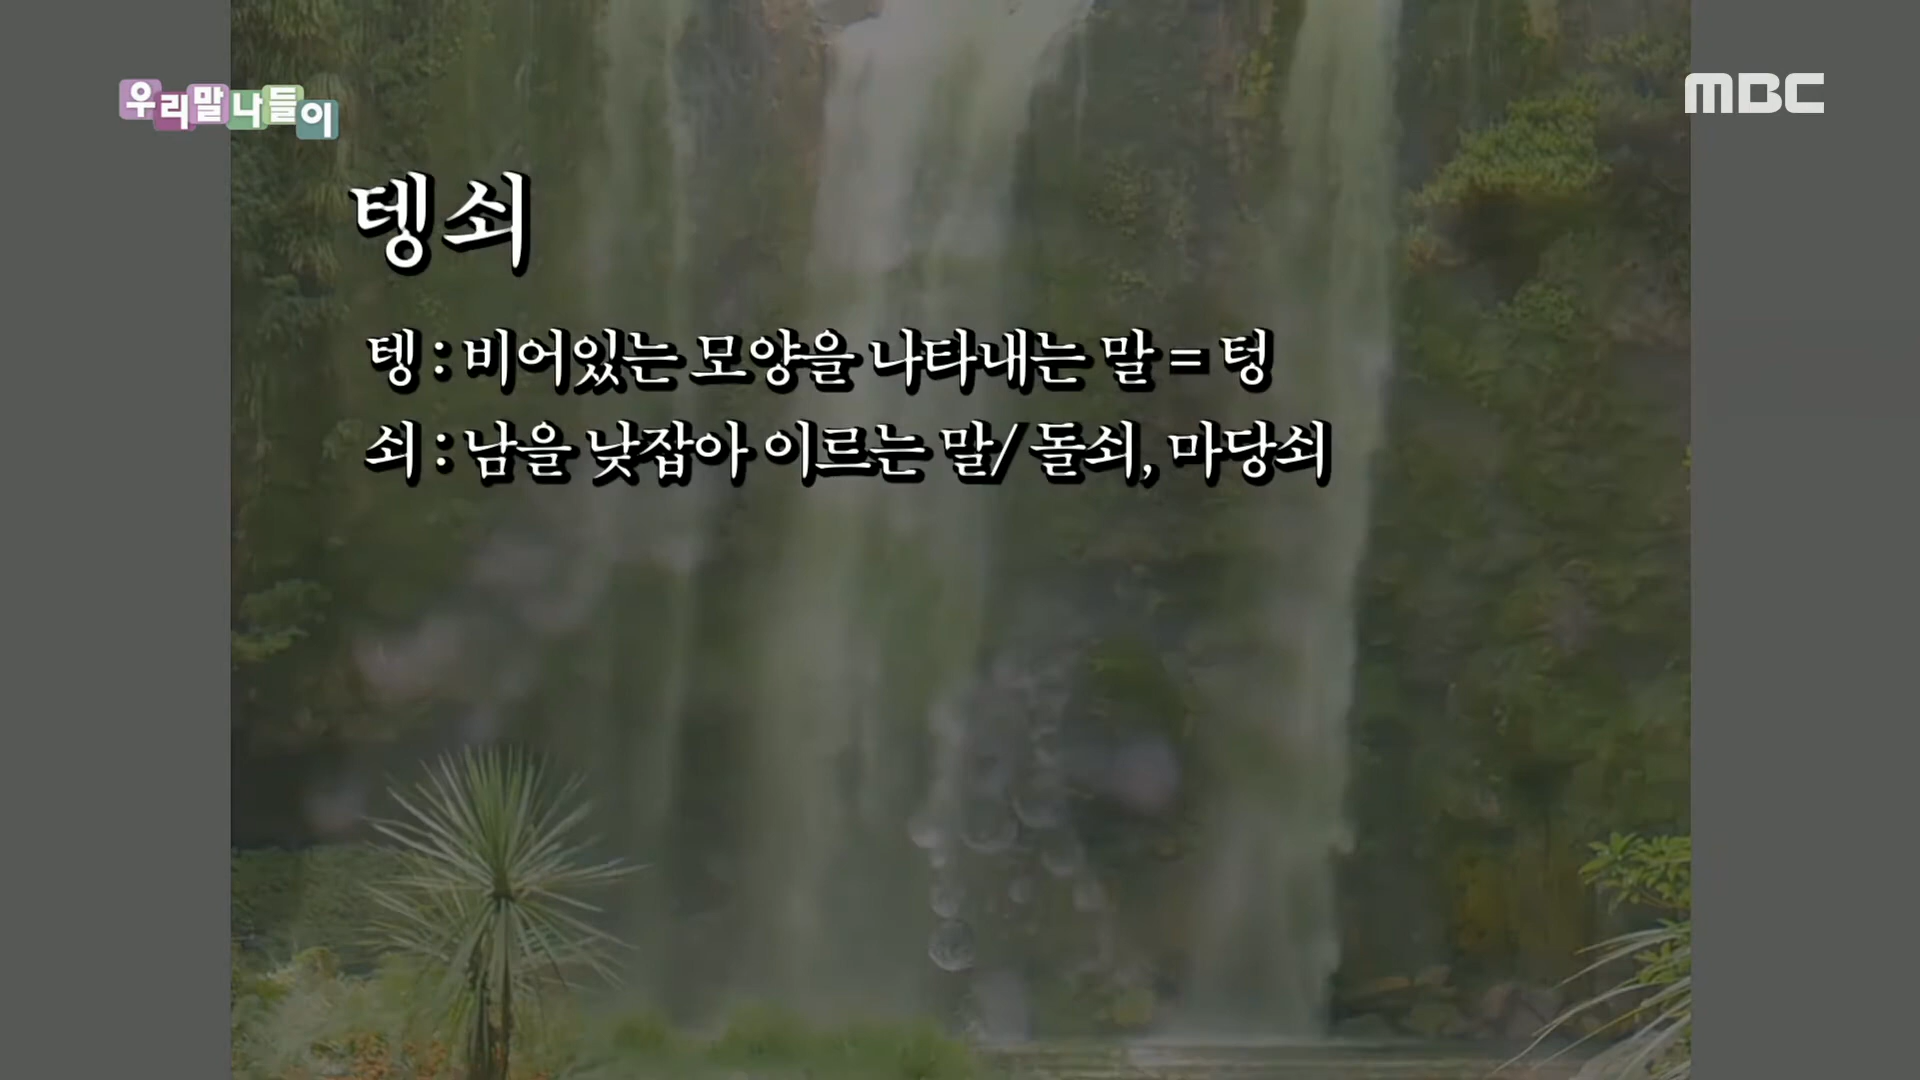 우리말 나들이
MBC
텡쇠
텡 : 비어있는 모양을 나타내는 말 = 텅
쇠 : 남을 낮잡아 이르는 말/ 돌쇠, 마당쇠